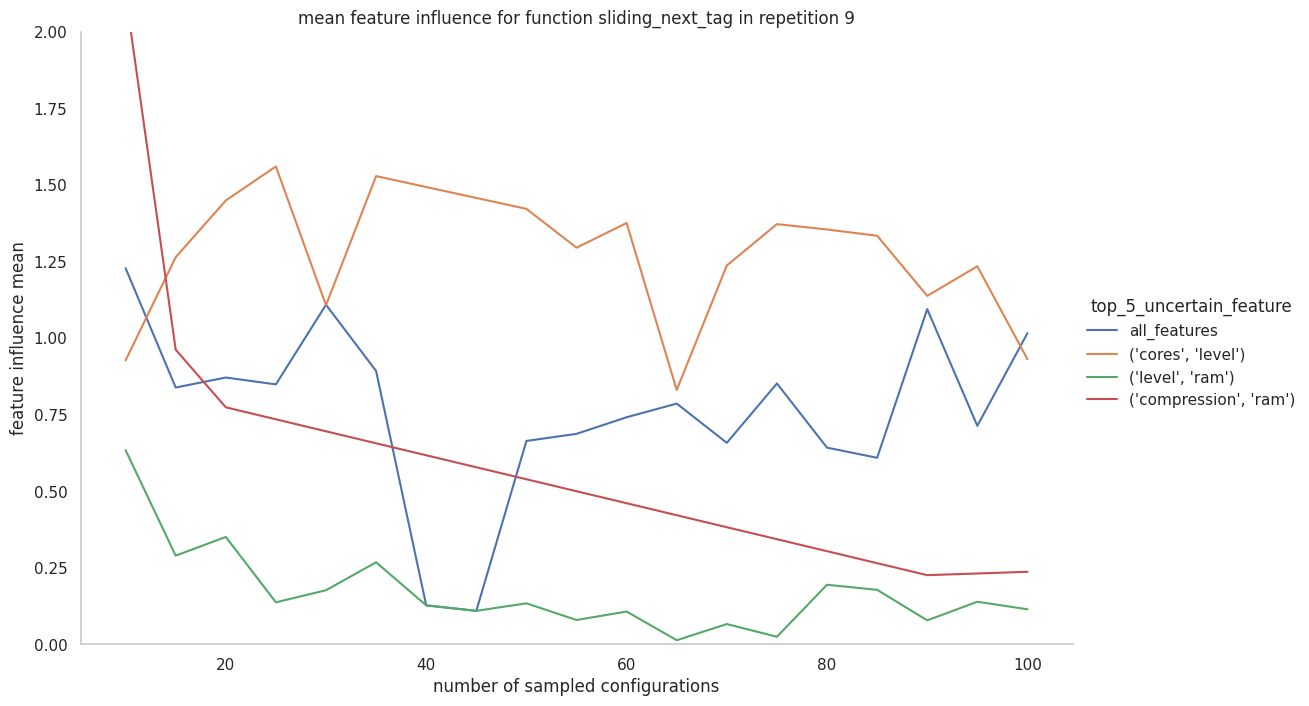 mean feature influence for function sliding_next_tag in repetition 9
2.00
1.75
1.50
1.25
1.00
0.75
0.50
0.25
0.00
feature influence mean
20
40
60
80
100
number of sampled configurations
top_5_uncertain_feature
all_features
('cores', 'level')
('level', 'ram')
('compression', 'ram')